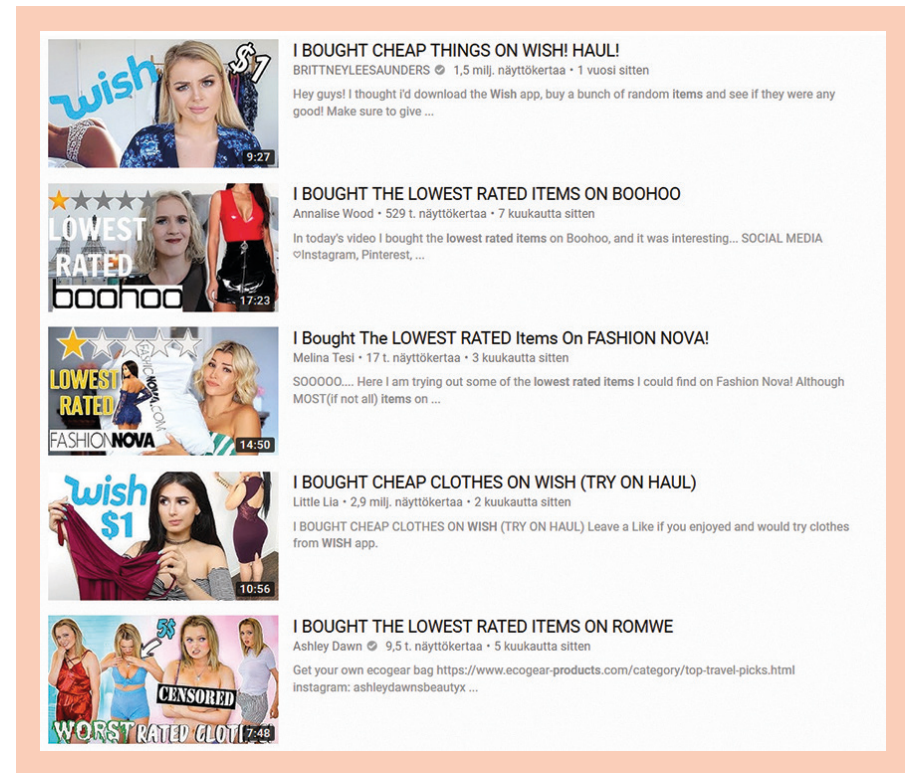 wish
$1
9:27
I BOUGHT CHEAP THINGS ON WISH! HAUL!
BRITTNEYLEESAUNDERS 1,5 milj. näyttökertaa • 1 vuosi sitten
Hey guys! I thought i'd download the Wish app, buy a bunch of random items and see if they were any
good! Make sure to give ...
LOWEST
RATED
boohoo
17:23
I BOUGHT THE LOWEST RATED ITEMS ON BOOHOO
Annalise Wood • 529 t. näyttökertaa • 7 kuukautta sitten
In today's video I bought the lowest rated items on Boohoo, and it was interesting... SOCIAL MEDIA
♡Instagram, Pinterest, ...
LOWEST
RATED
FASHIONNOVA.COM
FASHIONNOVA
14:50
I Bought The LOWEST RATED Items On FASHION NOVA!
Melina Tesi • 17 t. näyttökertaa • 3 kuukautta sitten
SOOOOO.... Here I am trying out some of the lowest rated items I could find on Fashion Nova! Although
MOST(if not all) items on ...
wish
$1
10:56
I BOUGHT CHEAP CLOTHES ON WISH (TRY ON HAUL)
Little Lia • 2,9 milj. näyttökertaa • 2 kuukautta sitten
I BOUGHT CHEAP CLOTHES ON WISH (TRY ON HAUL) Leave a Like if you enjoyed and would try clothes
from WISH app.
5$
CENSORED
WORST RATED CLOTH
7:48
I BOUGHT THE LOWEST RATED ITEMS ON ROMWE
Ashley Dawn 9,5 t. näyttökertaa • 5 kuukautta sitten
Get your own ecogear bag https://www.ecogear-products.com/category/top-travel-picks.html
instagram: ashleydawnsbeautyx ...